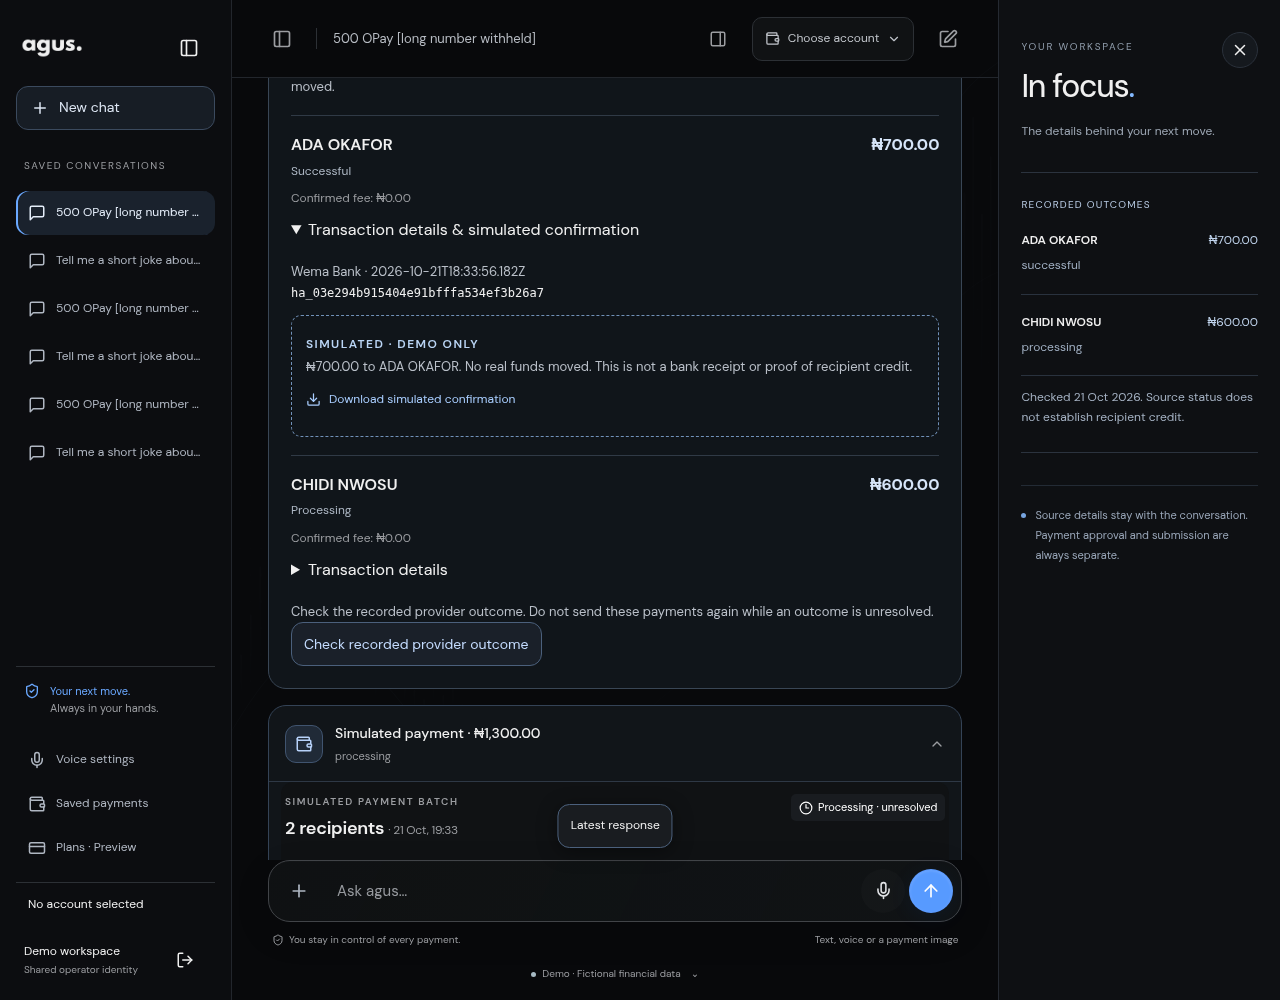 agus.
New chat
SAVED CONVERSATIONS
500 OPay [long number ...
Tell me a short joke abou...
500 OPay [long number ...
Tell me a short joke abou...
500 OPay [long number ...
Tell me a short joke abou...
Your next move.
Always in your hands.
Voice settings
Saved payments
Plans · Preview
No account selected
Demo workspace
Shared operator identity
500 OPay [long number withheld]
Choose account
moved.
ADA OKAFOR ₦700.00
Successful
Confirmed fee: ₦0.00
▼ Transaction details & simulated confirmation
Wema Bank · 2026-10-21T18:33:56.182Z
ha_03e294b915404e91bfffa534ef3b26a7
SIMULATED · DEMO ONLY
₦700.00 to ADA OKAFOR. No real funds moved. This is not a bank receipt or proof of recipient credit.
Download simulated confirmation
CHIDI NWOSU ₦600.00
Processing
Confirmed fee: ₦0.00
▶ Transaction details
Check the recorded provider outcome. Do not send these payments again while an outcome is unresolved.
Check recorded provider outcome
Simulated payment · ₦1,300.00
processing
SIMULATED PAYMENT BATCH
Processing · unresolved
2 recipients · 21 Oct, 19:33
Latest response
Ask agus...
You stay in control of every payment.
Text, voice or a payment image
Demo · Fictional financial data
YOUR WORKSPACE
In focus.
The details behind your next move.
RECORDED OUTCOMES
ADA OKAFOR ₦700.00
successful
CHIDI NWOSU ₦600.00
processing
Checked 21 Oct 2026. Source status does
not establish recipient credit.
Source details stay with the conversation.
Payment approval and submission are
always separate.